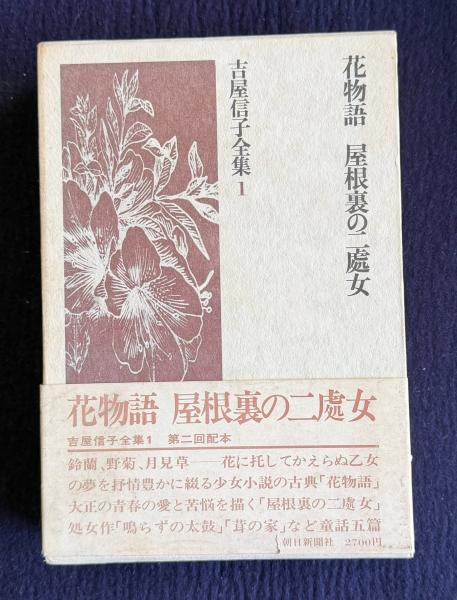 花物語 屋根裏の二處女
吉屋信子全集 1
花物語 屋根裏の二處女
吉屋信子全集1 第二回配本
鈴蘭、野菊、月見草――花に托してかえらぬ乙女
の夢を抒情豊かに綴る少女小説の古典「花物語」
大正の青春の愛と苦悩を描く「屋根裏の二處女」
処女作「鳴らずの太鼓」「茸の家」など童話五篇
朝日新聞社 2700円